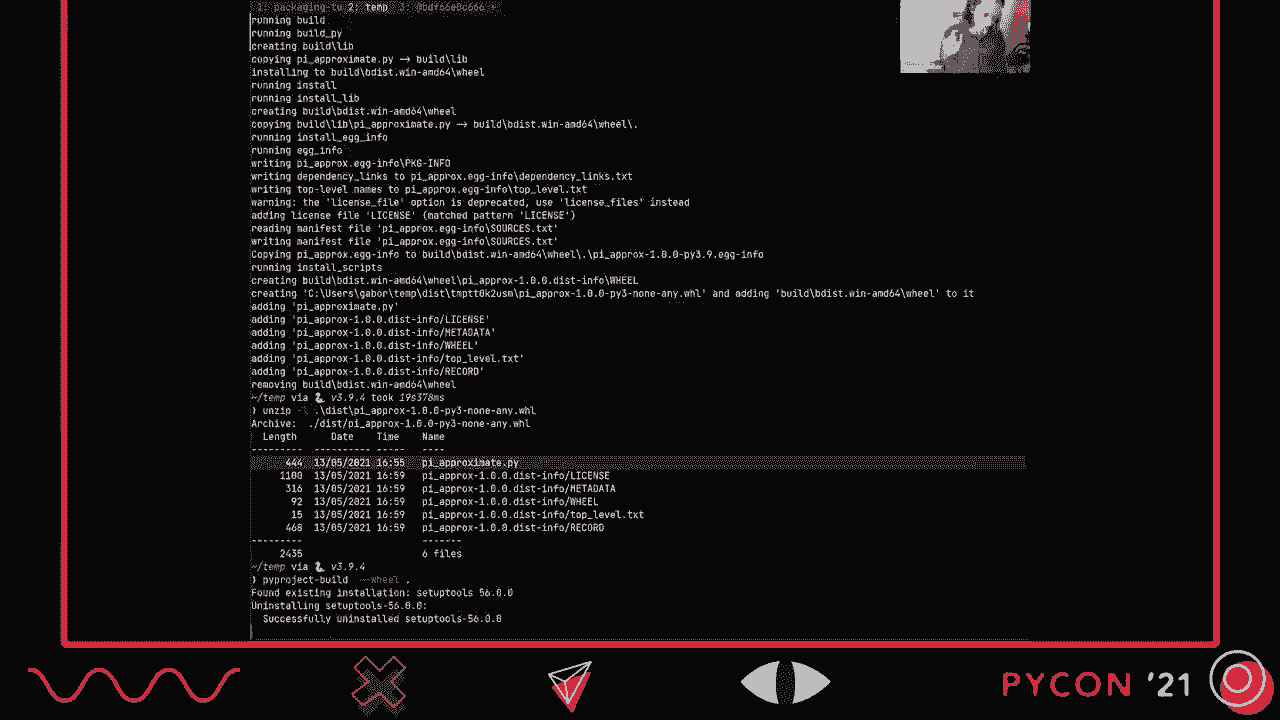 1: packaging-tu 2: temp 3:
running build
running build_py
creating build\lib
copying pi_approximate.py → build\lib
installing to build\bdist.win-amd64\wheel
running install
running install_lib
creating build\bdist.win-amd64\wheel
copying build\lib\pi_approximate.py → build\bdist.win-amd64\wheel\.
running install_egg_info
running egg_info
writing pi_approx.egg-info\PKG-INFO
writing dependency_links to pi_approx.egg-info\dependency_links.txt
writing top-level names to pi_approx.egg-info\top_level.txt
warning: the 'license_file' option is deprecated, use 'license_files' instead
adding license file 'LICENSE' (matched pattern 'LICENSE')
reading manifest file 'pi_approx.egg-info\SOURCES.txt'
writing manifest file 'pi_approx.egg-info\SOURCES.txt'
Copying pi_approx.egg-info to build\bdist.win-amd64\wheel\.\pi_approx-1.0.0-py3.9.egg-info
running install_scripts
creating build\bdist.win-amd64\wheel\pi_approx-1.0.0.dist-info\WHEEL
creating 'C:\Users\gabor\temp\dist\tmptt0k2usm\pi_approx-1.0.0-py3-none-any.whl' and adding 'build\bdist.win-amd64\wheel' to it
adding 'pi_approximate.py'
adding 'pi_approx-1.0.0.dist-info/LICENSE'
adding 'pi_approx-1.0.0.dist-info/METADATA'
adding 'pi_approx-1.0.0.dist-info/WHEEL'
adding 'pi_approx-1.0.0.dist-info/top_level.txt'
adding 'pi_approx-1.0.0.dist-info/RECORD'
removing build\bdist.win-amd64\wheel
~/temp via 🐍 v3.9.4 took 19s378ms
❯ unzip -l .\dist\pi_approx-1.0.0-py3-none-any.whl
Archive: ./dist/pi_approx-1.0.0-py3-none-any.whl
Length Date Time Name
--------- ---------- ----- ----
444 13/05/2021 16:55 pi_approximate.py
1100 13/05/2021 16:59 pi_approx-1.0.0.dist-info/LICENSE
316 13/05/2021 16:59 pi_approx-1.0.0.dist-info/METADATA
92 13/05/2021 16:59 pi_approx-1.0.0.dist-info/WHEEL
15 13/05/2021 16:59 pi_approx-1.0.0.dist-info/top_level.txt
468 13/05/2021 16:59 pi_approx-1.0.0.dist-info/RECORD
--------- -------
2435 6 files
~/temp via 🐍 v3.9.4
❯ pyproject-build --wheel .
Found existing installation: setuptools 56.0.0
Uninstalling setuptools-56.0.0:
Successfully uninstalled setuptools-56.0.0
PYCON '21